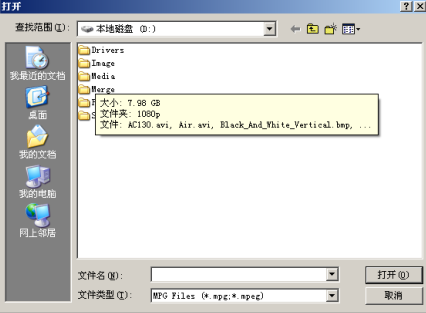 打开
查找范围(I):
本地磁盘 (D:)
我最近的文档
桌面
我的文档
我的电脑
网上邻居
Drivers
Image
Media
Merge
大小: 7.98 GB
文件夹: 1080p
文件: AC130.avi, Air.avi, Black_And_White_Vertical.bmp, ...
文件名(N):
打开(O)
文件类型(T):
MPG Files (*.mpg;*.mpeg)
取消